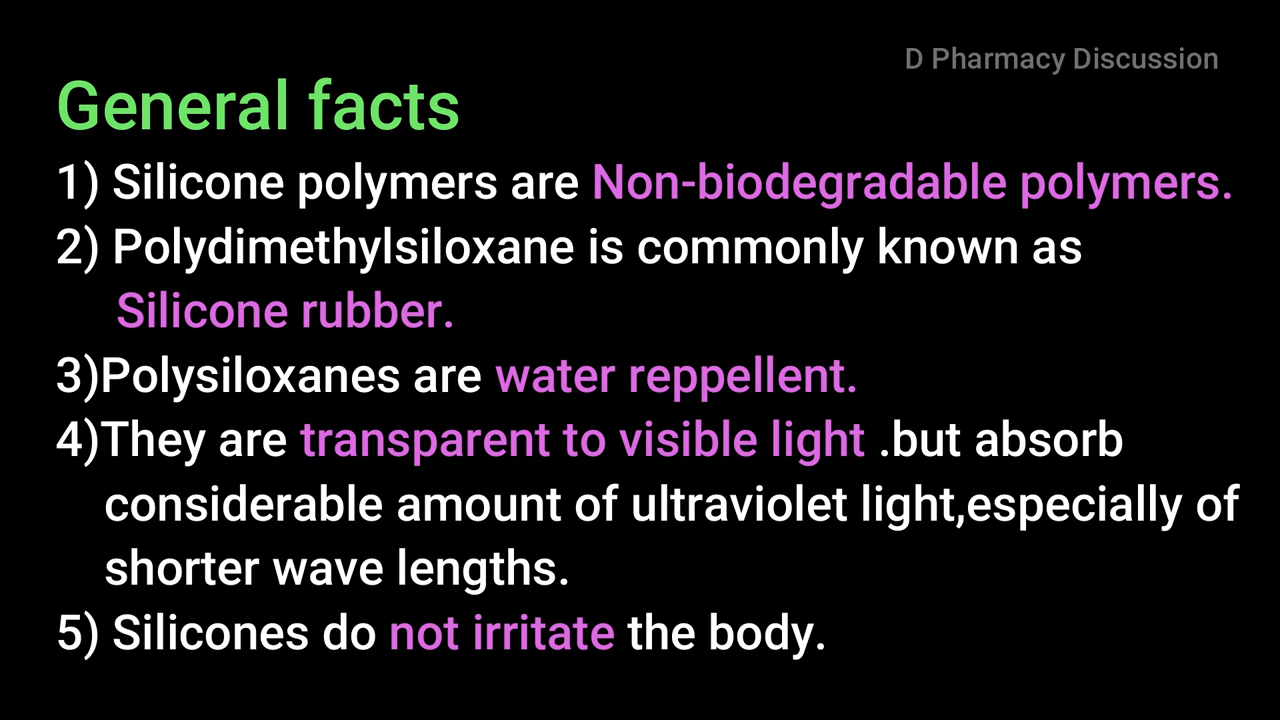 D Pharmacy Discussion
General facts
1) Silicone polymers are Non-biodegradable polymers.
2) Polydimethylsiloxane is commonly known as
Silicone rubber.
3)Polysiloxanes are water reppellent.
4)They are transparent to visible light .but absorb
considerable amount of ultraviolet light,especially of
shorter wave lengths.
5) Silicones do not irritate the body.